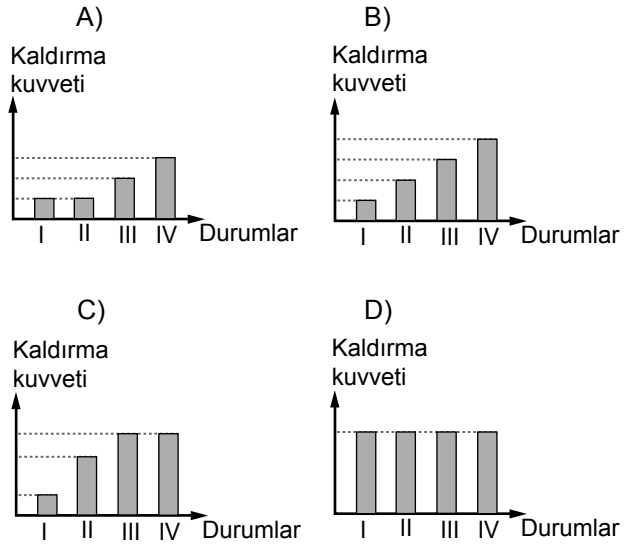 A)
Kaldırma
kuvveti
I II III IV Durumlar
B)
Kaldırma
kuvveti
I II III IV Durumlar
C)
Kaldırma
kuvveti
I II III IV Durumlar
D)
Kaldırma
kuvveti
I II III IV Durumlar